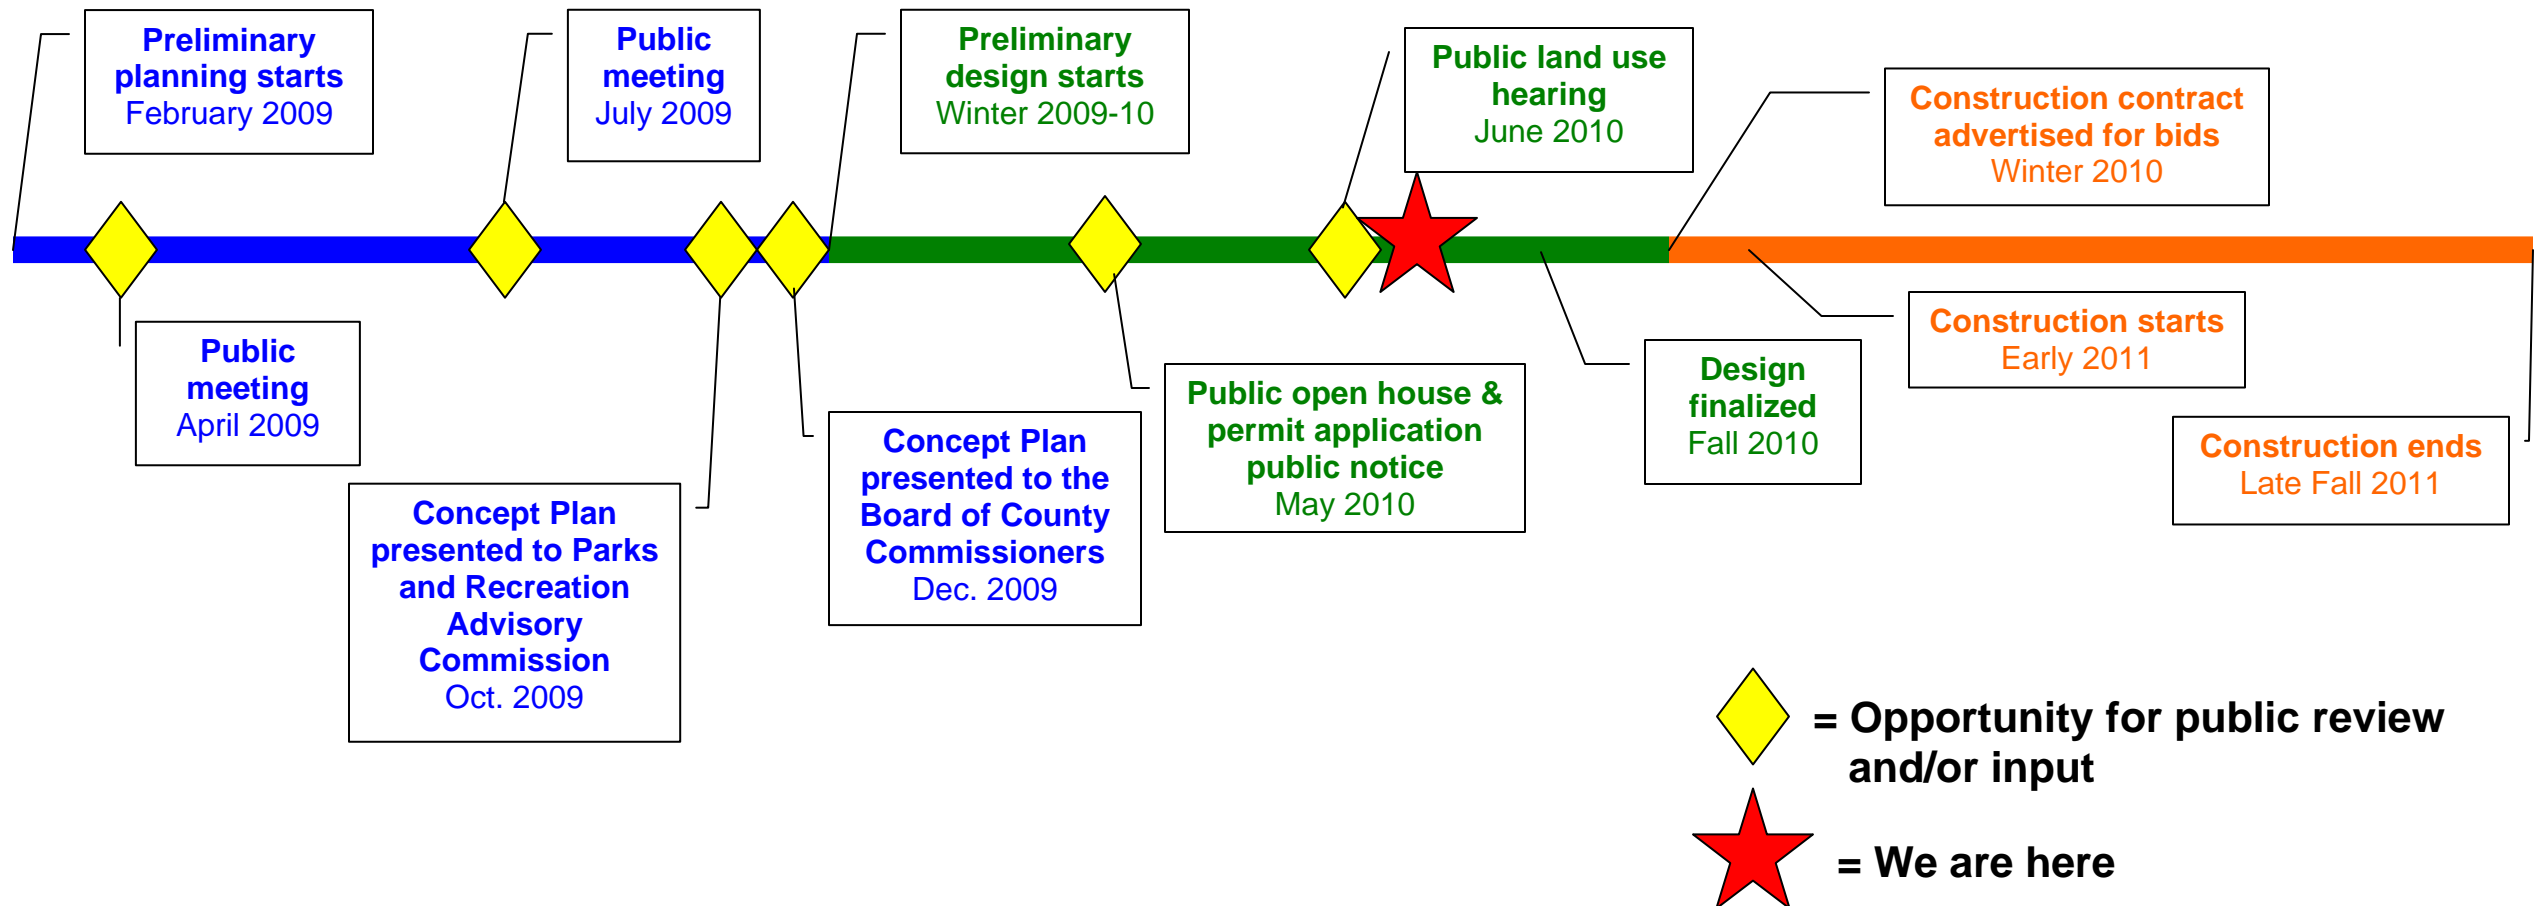 Preliminary
planning starts
February 2009
Public
meeting
July 2009
Preliminary
design starts
Winter 2009-10
Public land use
hearing
June 2010
Construction contract
advertised for bids
Winter 2010
Public
meeting
April 2009
Concept Plan
presented to Parks
and Recreation
Advisory
Commission
Oct. 2009
Concept Plan
presented to the
Board of County
Commissioners
Dec. 2009
Public open house &
permit application
public notice
May 2010
Design
finalized
Fall 2010
Construction starts
Early 2011
Construction ends
Late Fall 2011
= Opportunity for public review
and/or input
= We are here